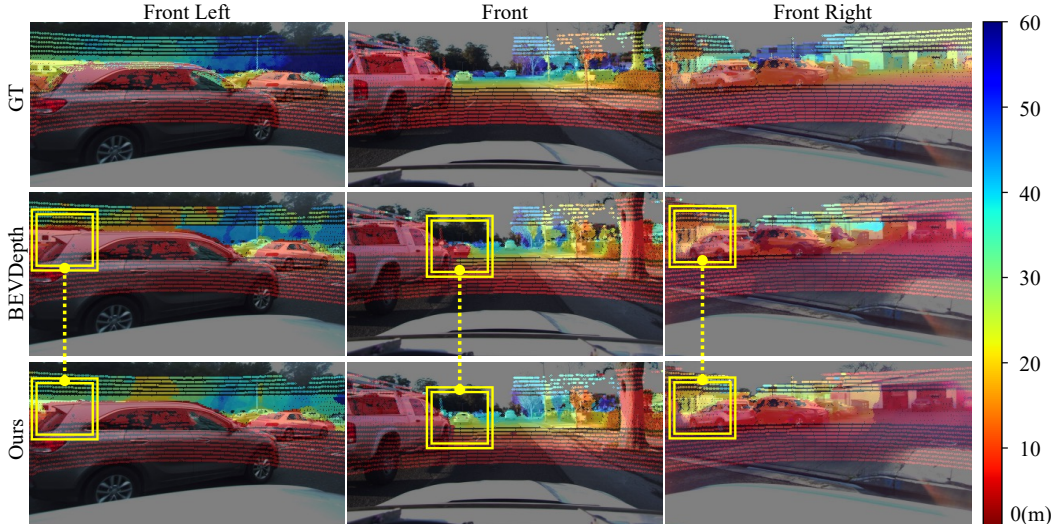 Front Left
Front
Front Right
GT
BEVDepth
Ours
60
50
40
30
20
10
0(m)